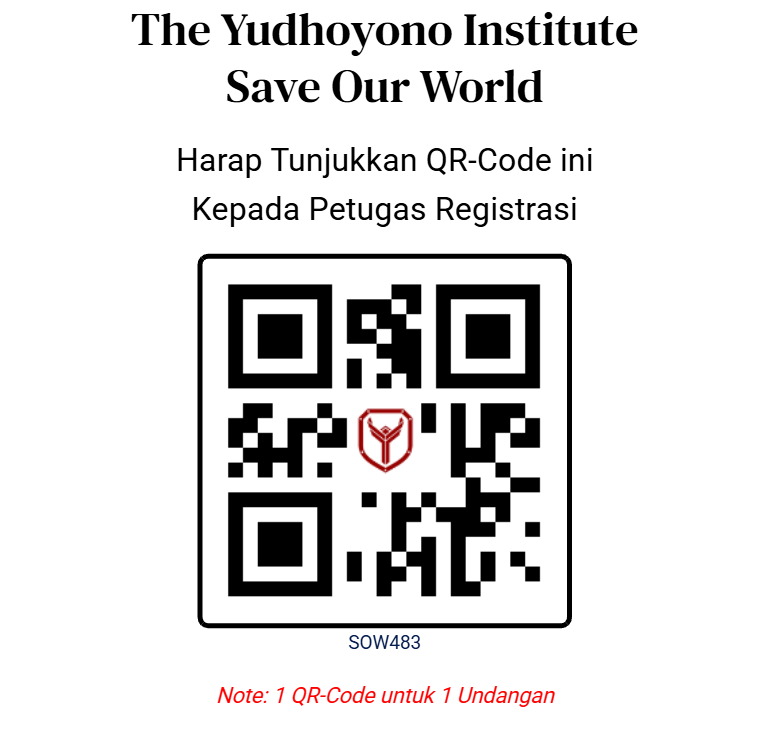 The Yudhoyono Institute
Save Our World
Harap Tunjukkan QR-Code ini
Kepada Petugas Registrasi
SOW483
Note: 1 QR-Code untuk 1 Undangan